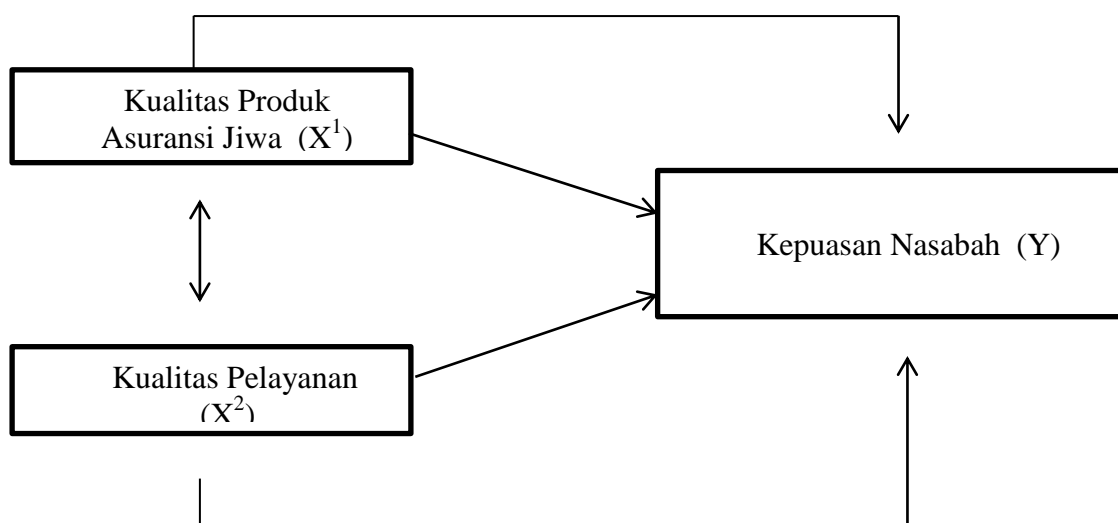 Kualitas Produk
Asuransi Jiwa (X¹)
Kepuasan Nasabah (Y)
Kualitas Pelayanan
(X²)